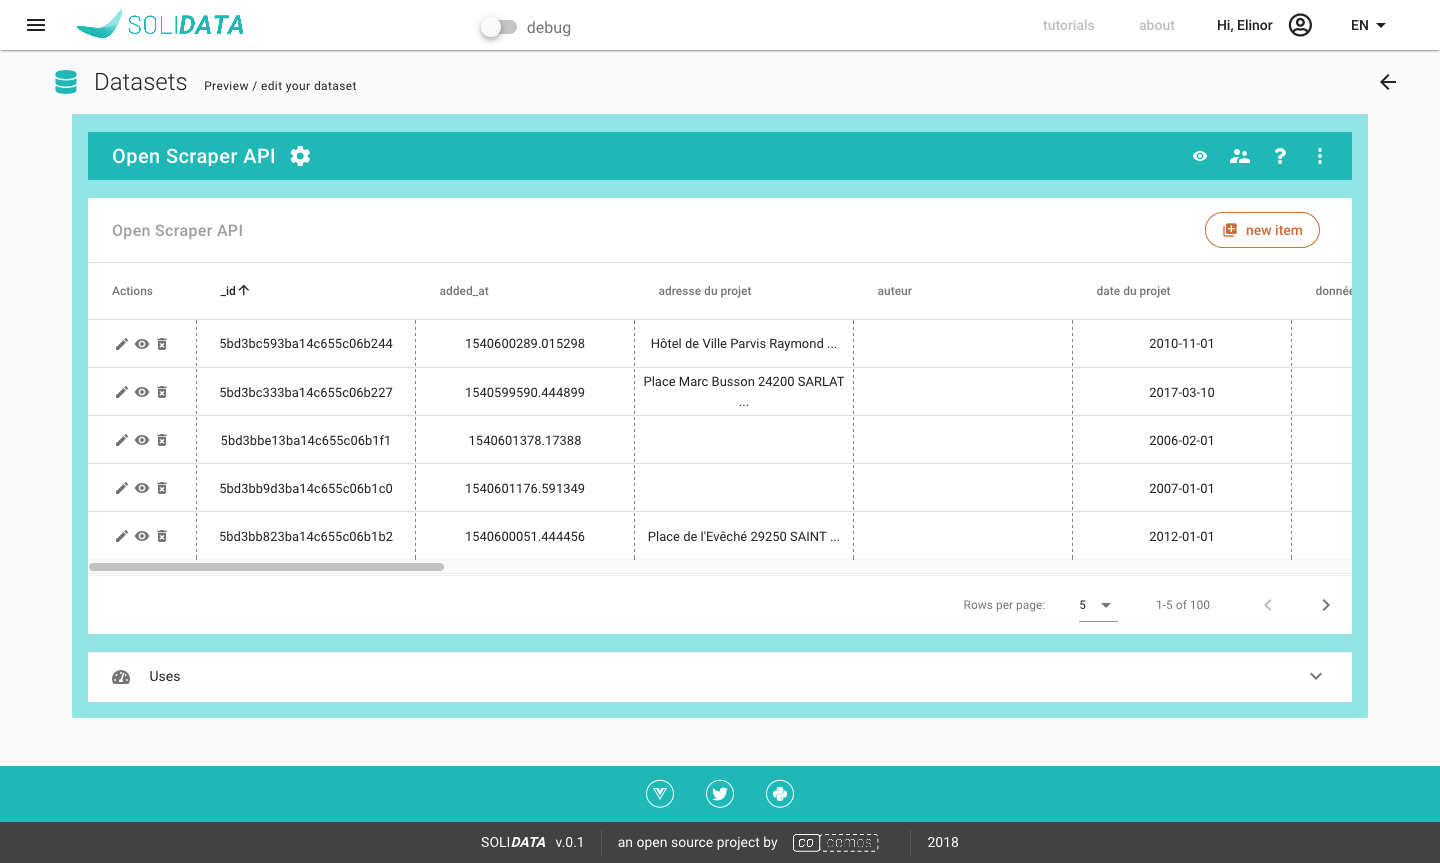 SOLIDATA
debug
tutorials
about
Hi, Elinor
EN
Datasets
Preview / edit your dataset
Open Scraper API
?
Open Scraper API
new item
Actions _id added_at adresse du projet auteur date du projet donnée
5bd3bc593ba14c655c06b244 1540600289.015298 Hôtel de Ville Parvis Raymond ... 2010-11-01
5bd3bc333ba14c655c06b227 1540599590.444899 Place Marc Busson 24200 SARLAT
... 2017-03-10
5bd3bbe13ba14c655c06b1f1 1540601378.17388 2006-02-01
5bd3bb9d3ba14c655c06b1c0 1540601176.591349 2007-01-01
5bd3bb823ba14c655c06b1b2 1540600051.444456 Place de l'Evêché 29250 SAINT ... 2012-01-01
Rows per page: 5 1-5 of 100
Uses
SOLIDATA v.0.1 an open source project by co demos 2018